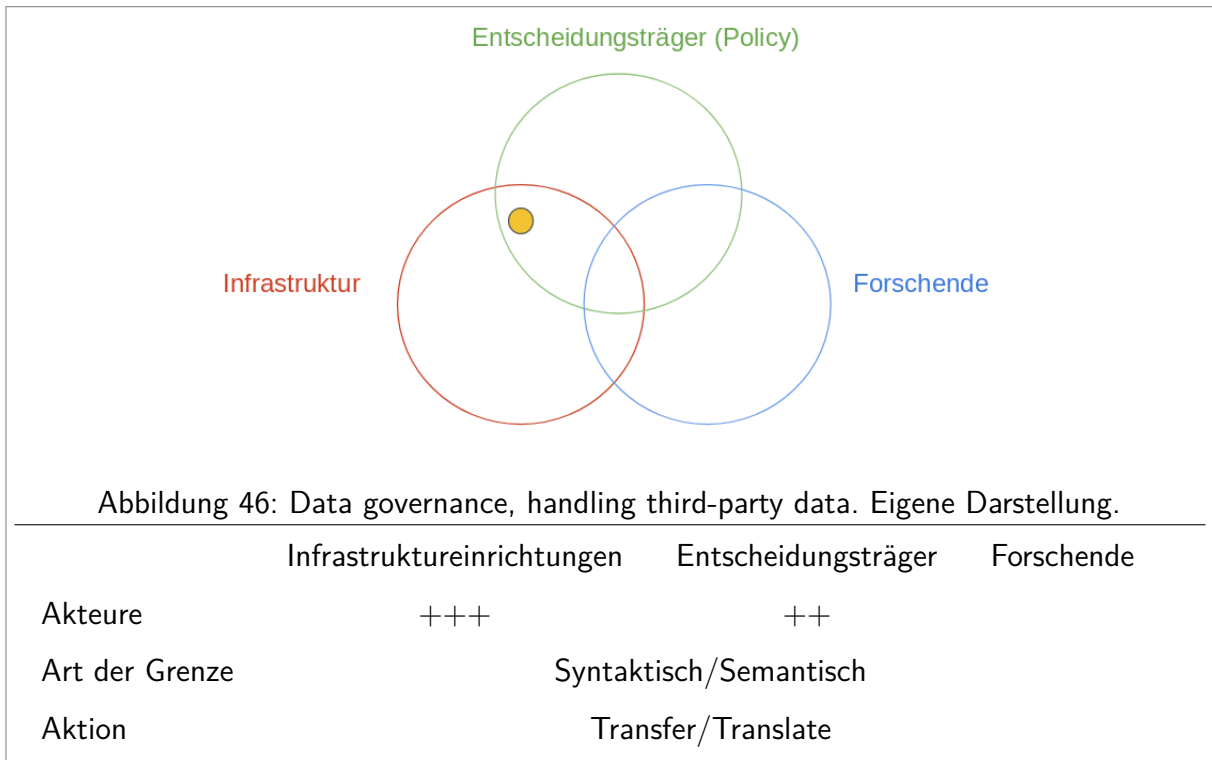 Entscheidungsträger (Policy)
Infrastruktur
Forschende
Abbildung 46: Data governance, handling third-party data. Eigene Darstellung.
Infrastruktureinrichtungen Entscheidungsträger Forschende
Akteure +++ ++
Art der Grenze Syntaktisch/Semantisch
Aktion Transfer/Translate